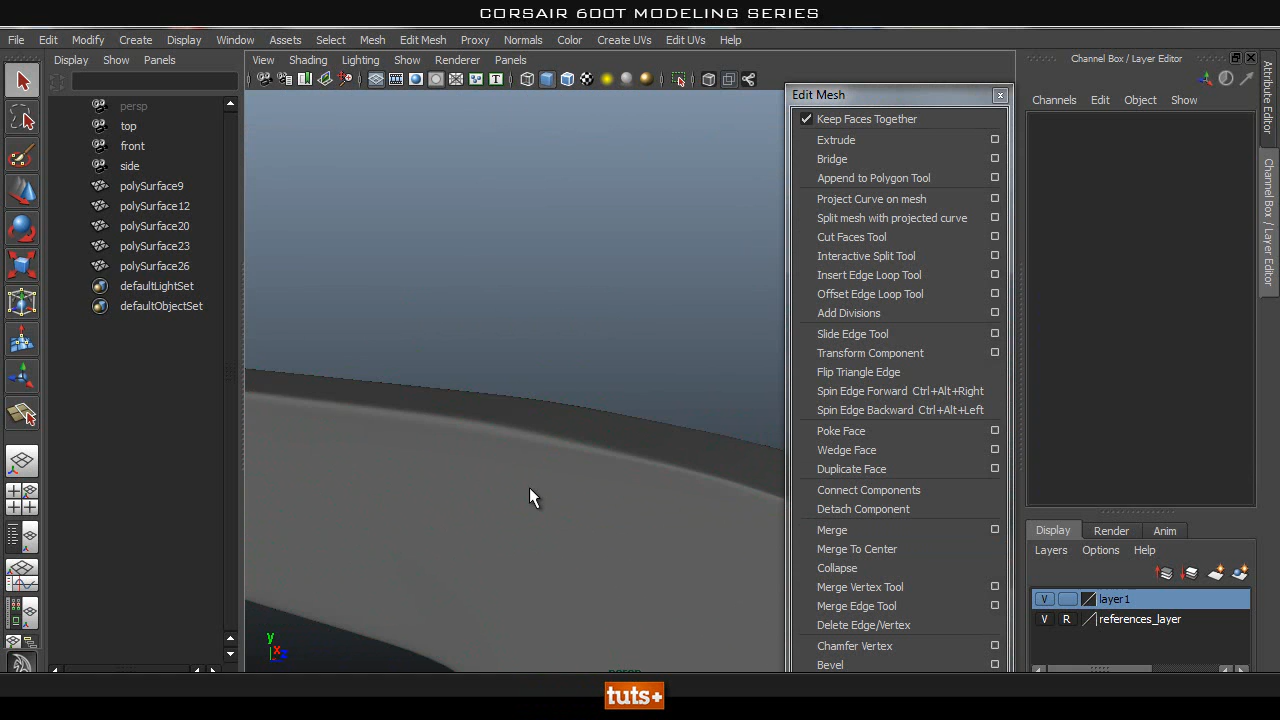 CORSAIR 600T MODELING SERIES
File Edit Modify Create Display Window Assets Select Mesh Edit Mesh Proxy Normals Color Create UVs Edit UVs Help
Display Show Panels
View Shading Lighting Show Renderer Panels
Channel Box / Layer Editor
Channels Edit Object Show
persp
top
front
side
polySurface9
polySurface12
polySurface20
polySurface23
polySurface26
defaultLightSet
defaultObjectSet
y
x
Edit Mesh
Keep Faces Together
Extrude
Bridge
Append to Polygon Tool
Project Curve on mesh
Split mesh with projected curve
Cut Faces Tool
Interactive Split Tool
Insert Edge Loop Tool
Offset Edge Loop Tool
Add Divisions
Slide Edge Tool
Transform Component
Flip Triangle Edge
Spin Edge Forward Ctrl+Alt+Right
Spin Edge Backward Ctrl+Alt+Left
Poke Face
Wedge Face
Duplicate Face
Connect Components
Detach Component
Merge
Merge To Center
Collapse
Merge Vertex Tool
Merge Edge Tool
Delete Edge/Vertex
Chamfer Vertex
Bevel
Attribute Editor
Channel Box / Layer Editor
Display Render Anim
Layers Options Help
V layer1
V R references_layer
tuts+